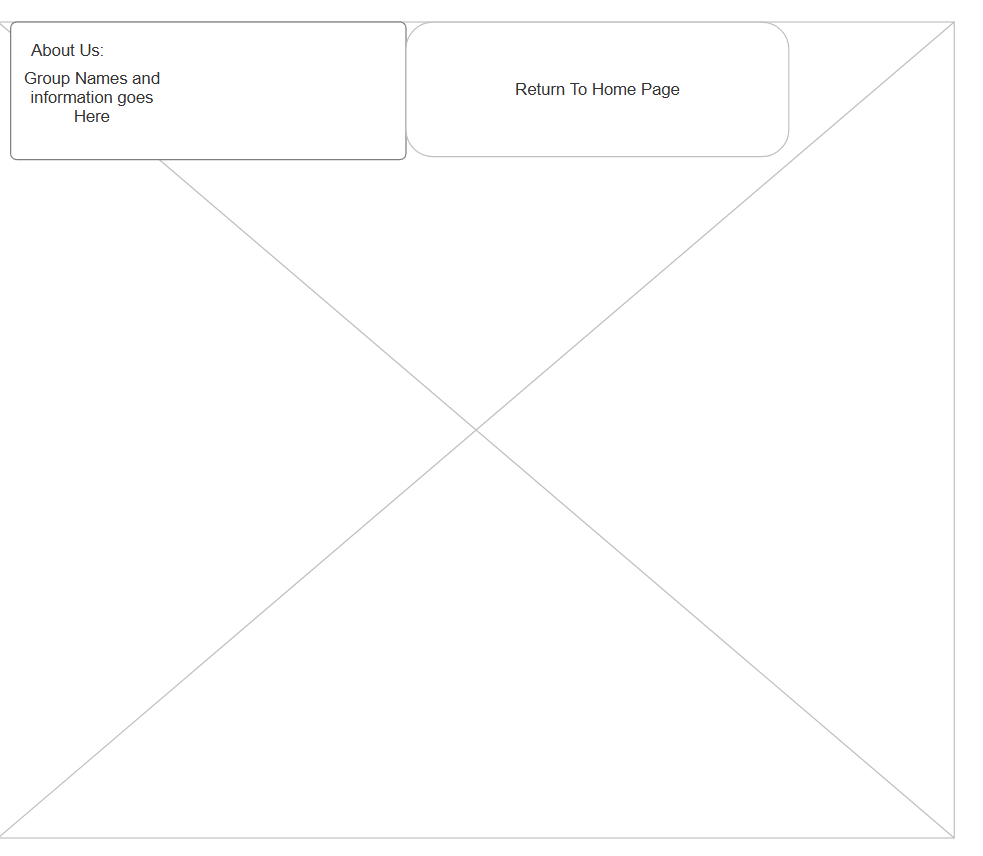 About Us:
Group Names and
information goes
Here
Return To Home Page